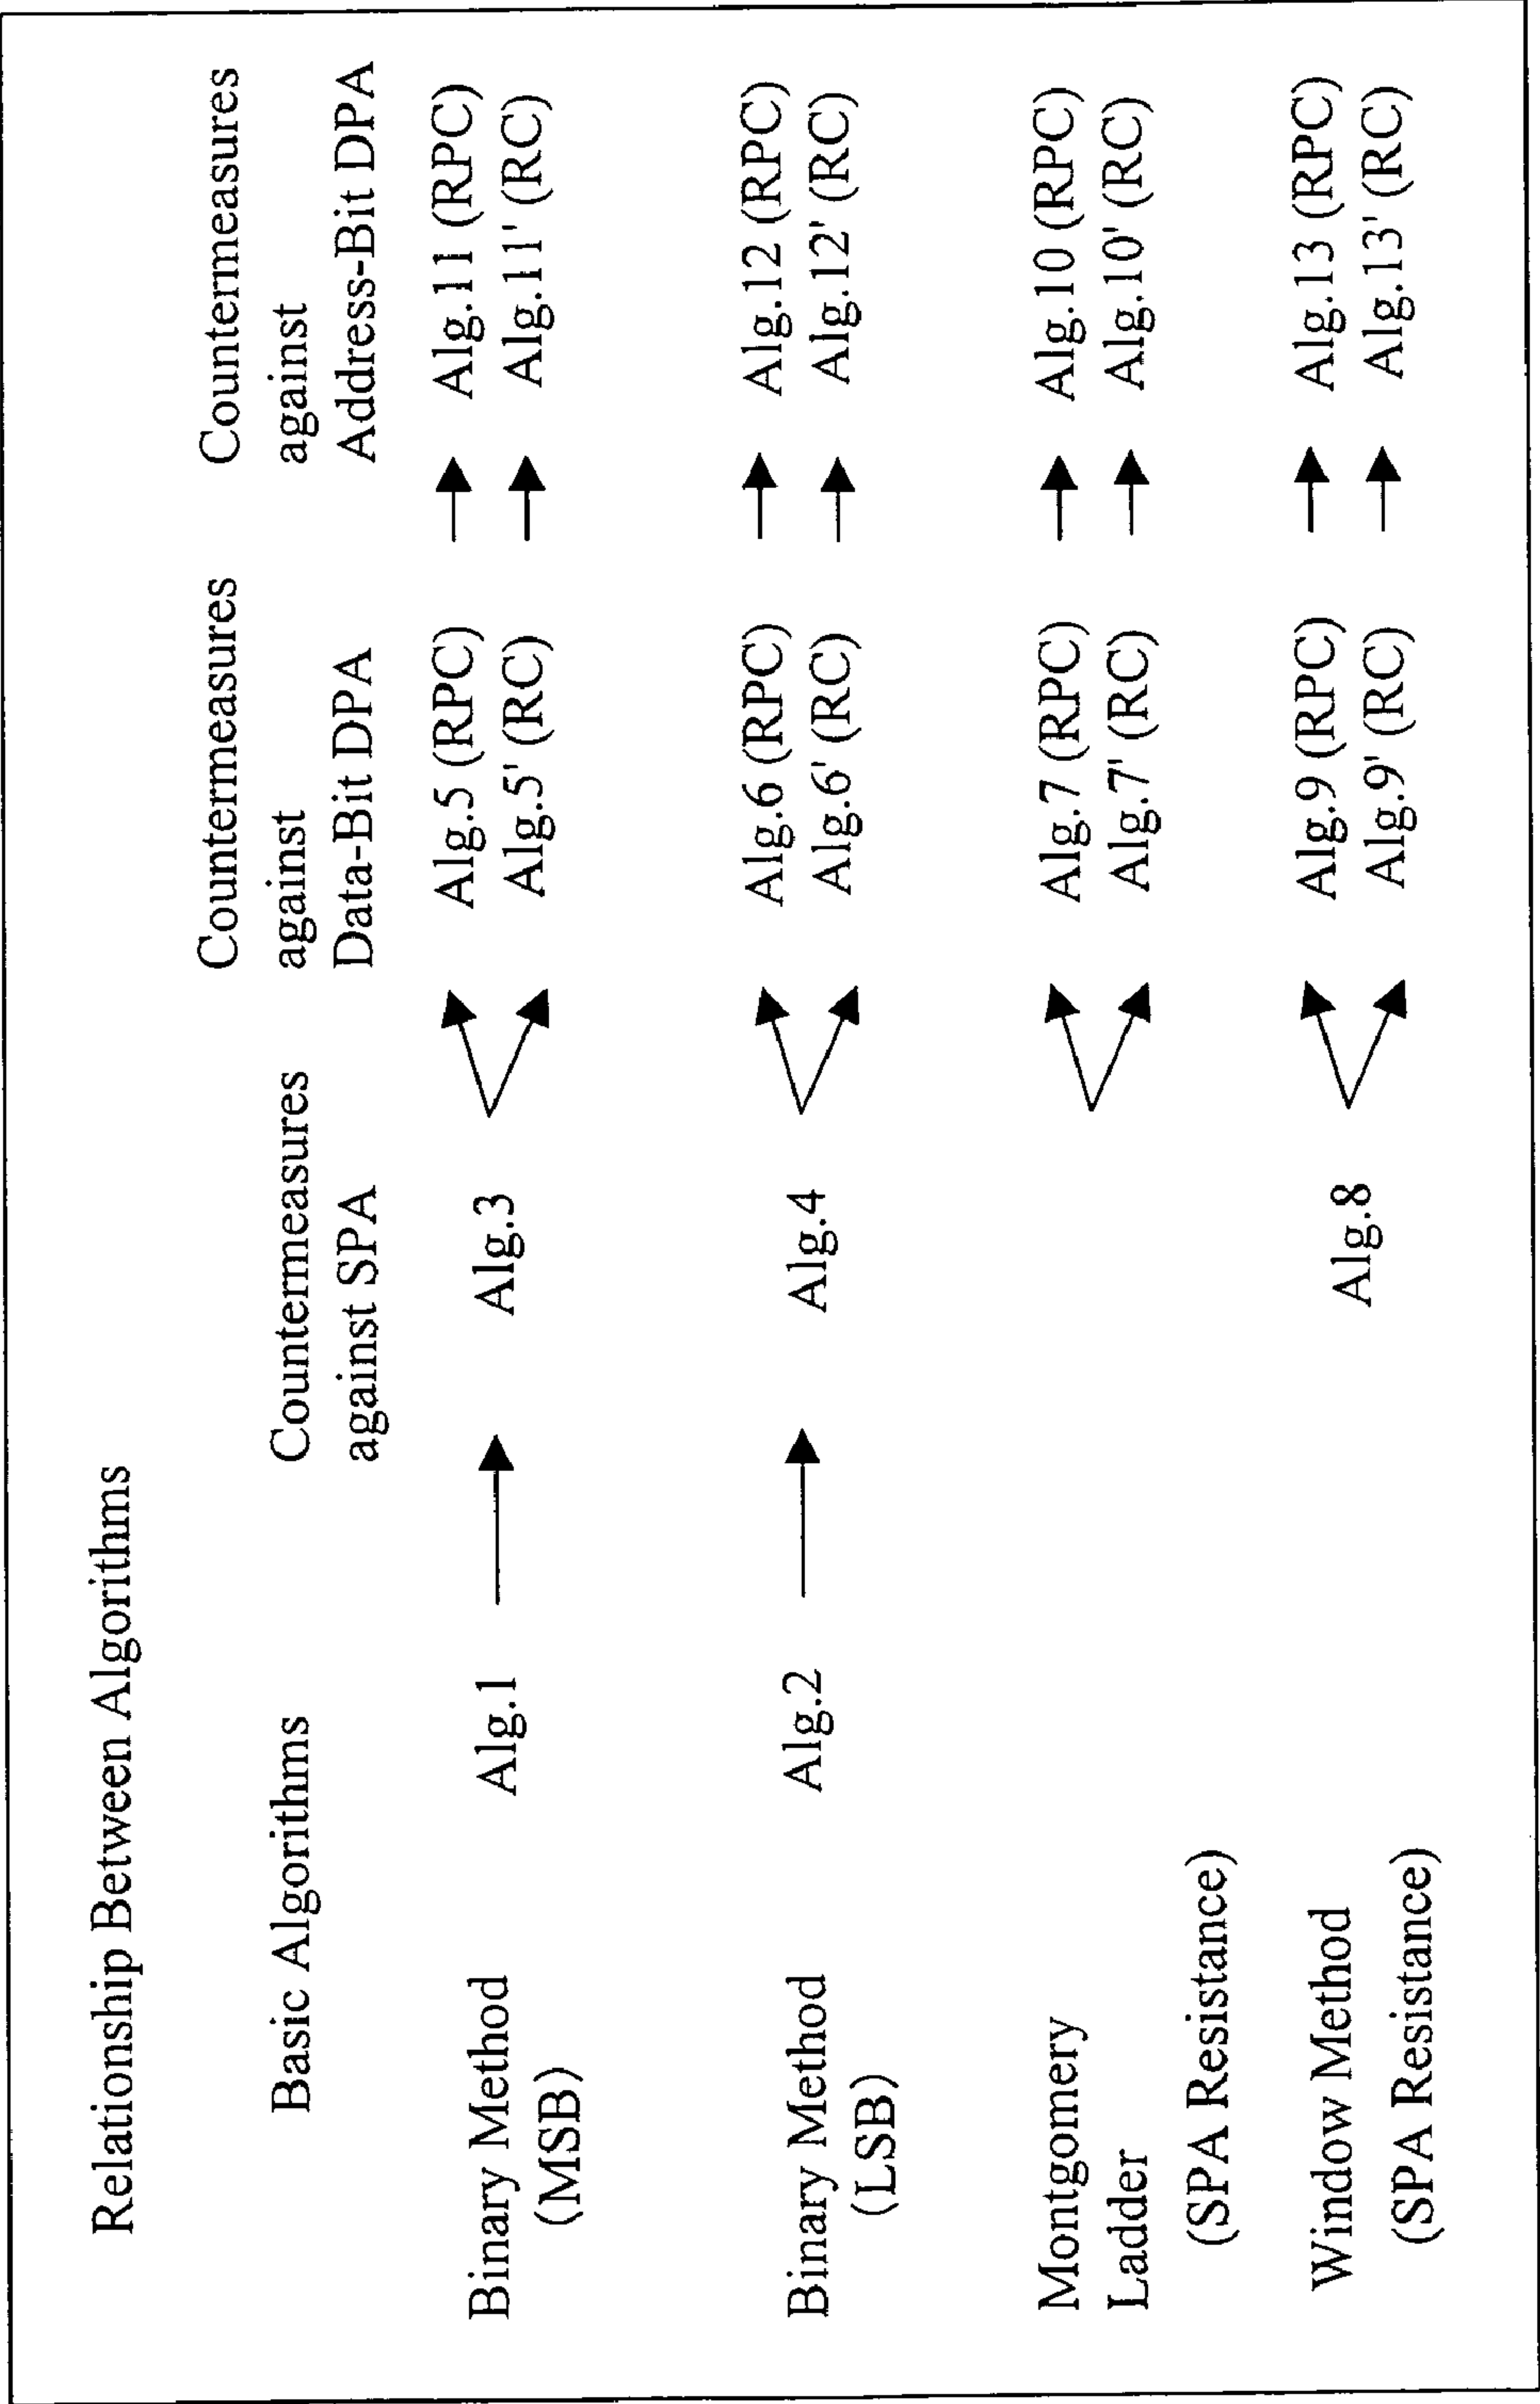 Relationship Between Algorithms
Basic Algorithms
Countermeasures
against SPA
Countermeasures
against
Data-Bit DPA
Countermeasures
against
Address-Bit DPA
Binary Method
(MSB)
Alg.1
Alg.3
Alg.5 (RPC)
Alg.5' (RC)
Alg.11 (RPC)
Alg.11' (RC)
Binary Method
(LSB)
Alg.2
Alg.4
Alg.6 (RPC)
Alg.6' (RC)
Alg.12 (RPC)
Alg.12' (RC)
Montgomery
Ladder
(SPA Resistance)
Alg.7 (RPC)
Alg.7' (RC)
Alg.10 (RPC)
Alg.10' (RC)
Window Method
(SPA Resistance)
Alg.8
Alg.9 (RPC)
Alg.9' (RC)
Alg.13 (RPC)
Alg.13' (RC)